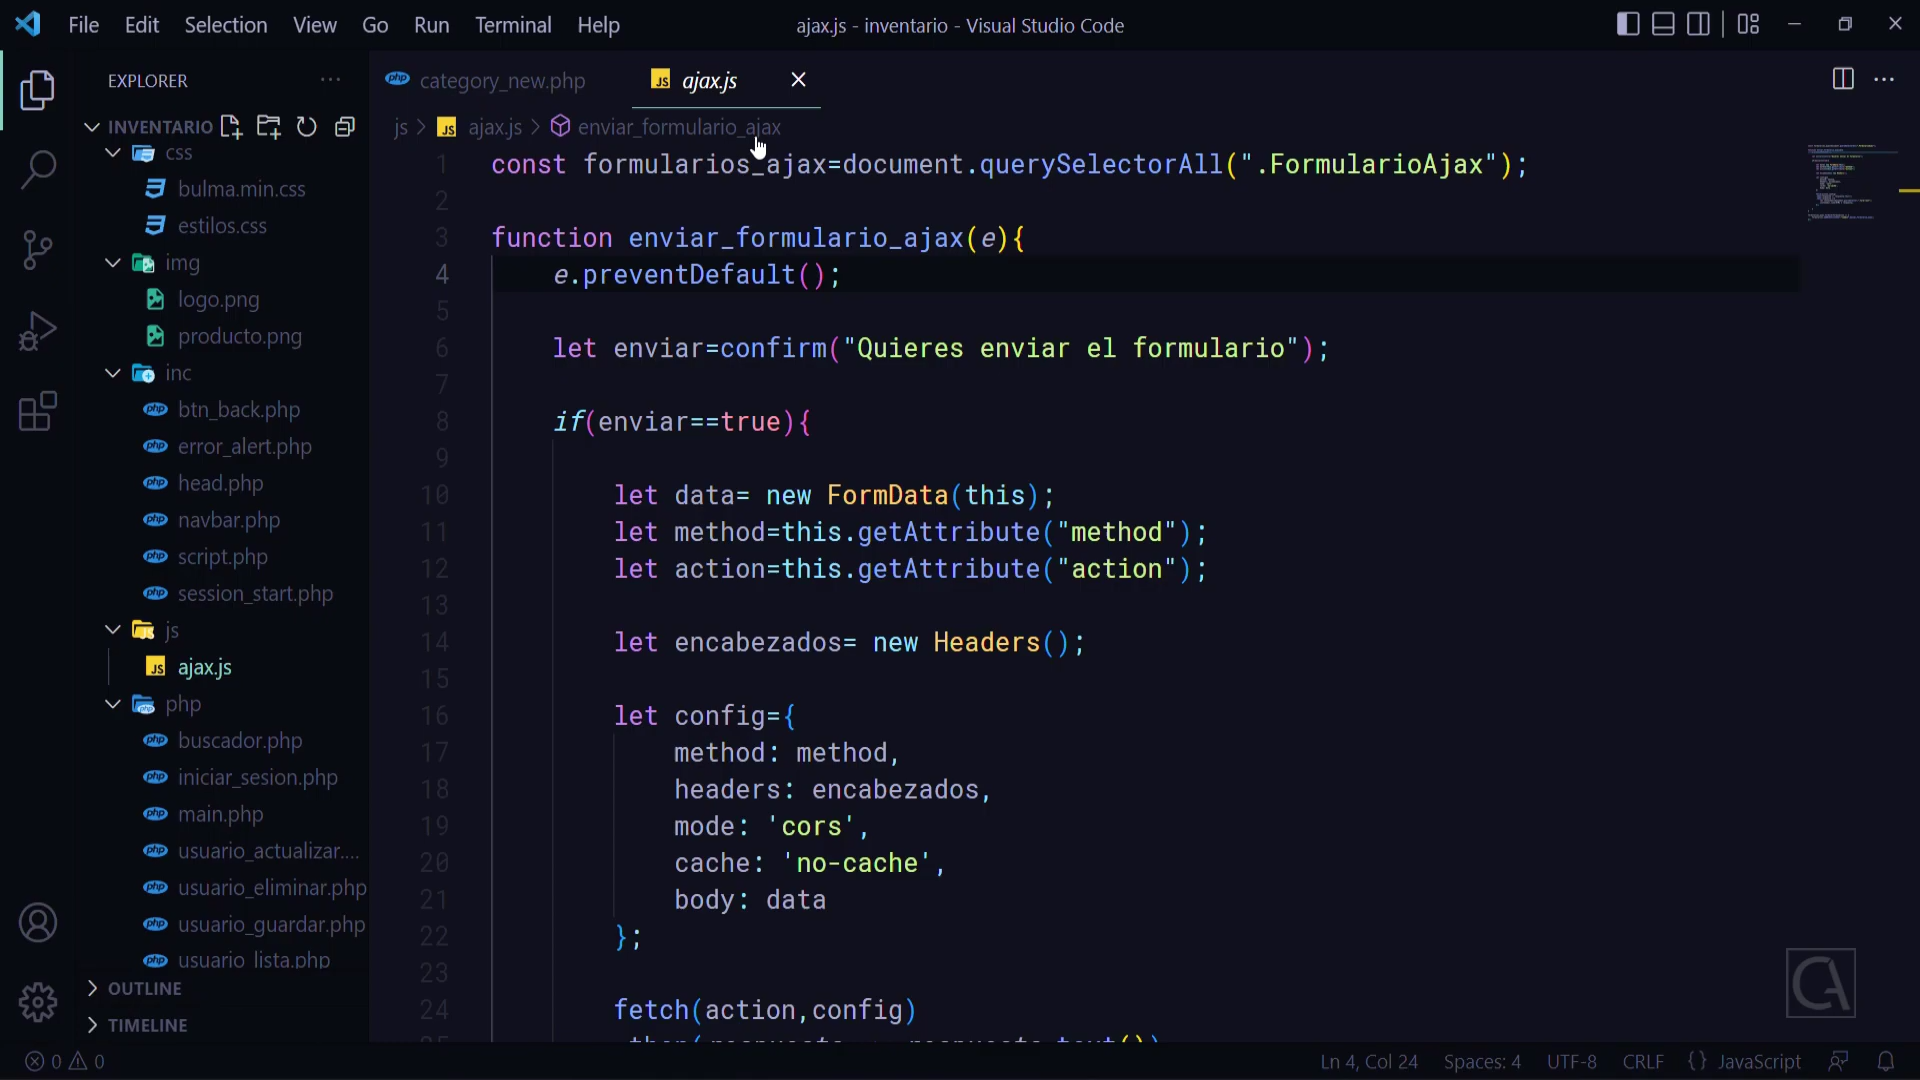 File Edit Selection View Go Run Terminal Help
ajax.js - inventario - Visual Studio Code
EXPLORER
INVENTARIO
css
bulma.min.css
estilos.css
img
logo.png
producto.png
inc
btn_back.php
error_alert.php
head.php
navbar.php
script.php
session_start.php
js
ajax.js
php
buscador.php
iniciar_sesion.php
main.php
usuario_actualizar....
usuario_eliminar.php
usuario_guardar.php
usuario_lista.php
OUTLINE
TIMELINE
category_new.php
ajax.js
js > ajax.js > enviar_formulario_ajax
1 const formularios_ajax=document.querySelectorAll(".FormularioAjax");
2
3 function enviar_formulario_ajax(e){
4 e.preventDefault();
5
6 let enviar=confirm("Quieres enviar el formulario");
7
8 if(enviar==true){
9
10 let data= new FormData(this);
11 let method=this.getAttribute("method");
12 let action=this.getAttribute("action");
13
14 let encabezados= new Headers();
15
16 let config={
17 method: method,
18 headers: encabezados,
19 mode: 'cors',
20 cache: 'no-cache',
21 body: data
22 };
23
24 fetch(action,config)
0 0
Ln 4, Col 24 Spaces: 4 UTF-8 CRLF {} JavaScript